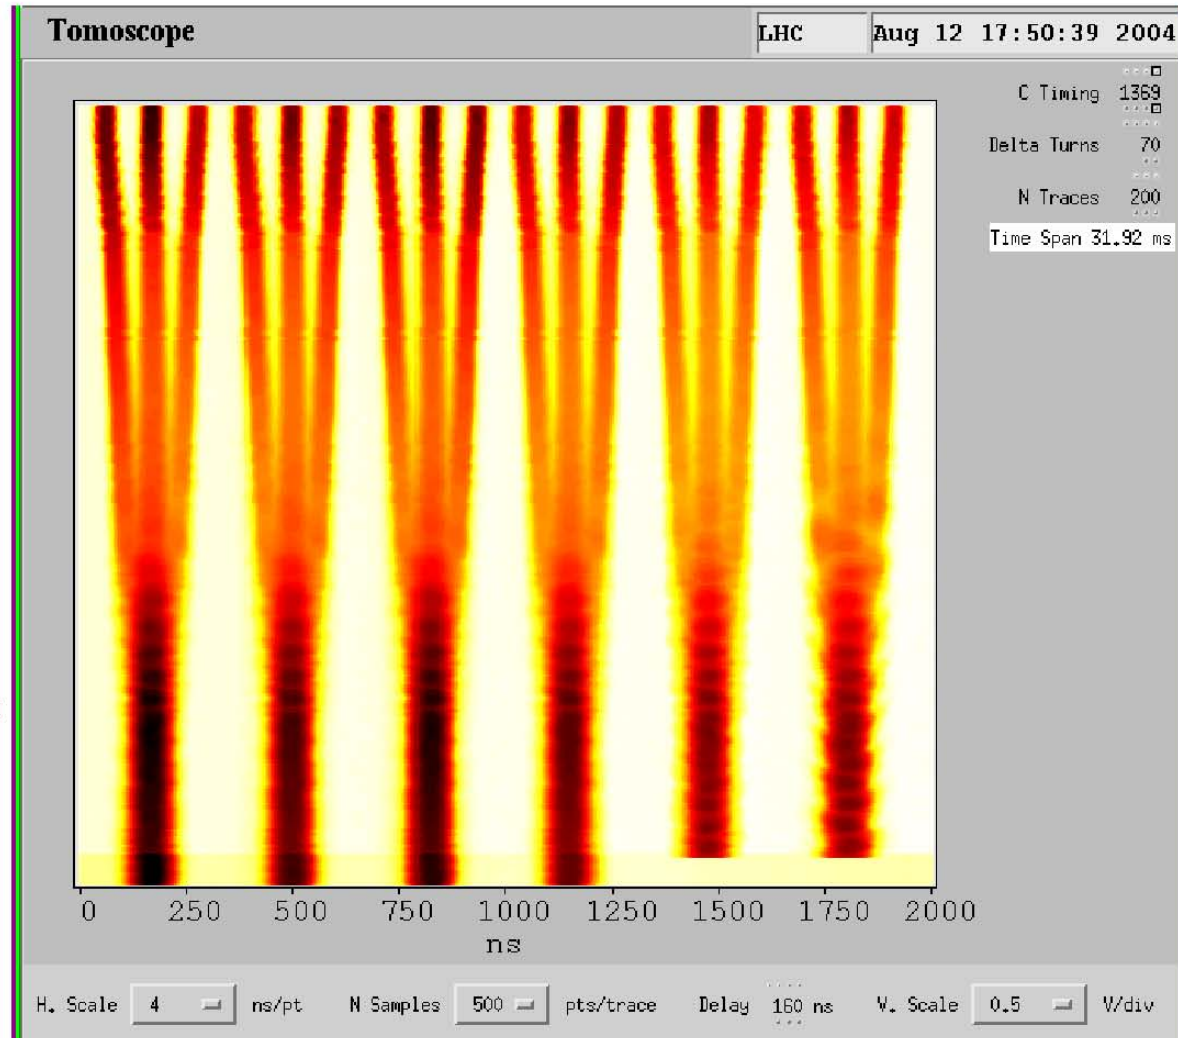 Tomoscope LHC Aug 12 17:50:39 2004
C Timing 1369
Delta Turns 70
N Traces 200
Time Span 31.92 ms
0 250 500 750 1000 1250 1500 1750 2000
ns
H. Scale 4 ns/pt N Samples 500 pts/trace Delay 160 ns V. Scale 0.5 V/div